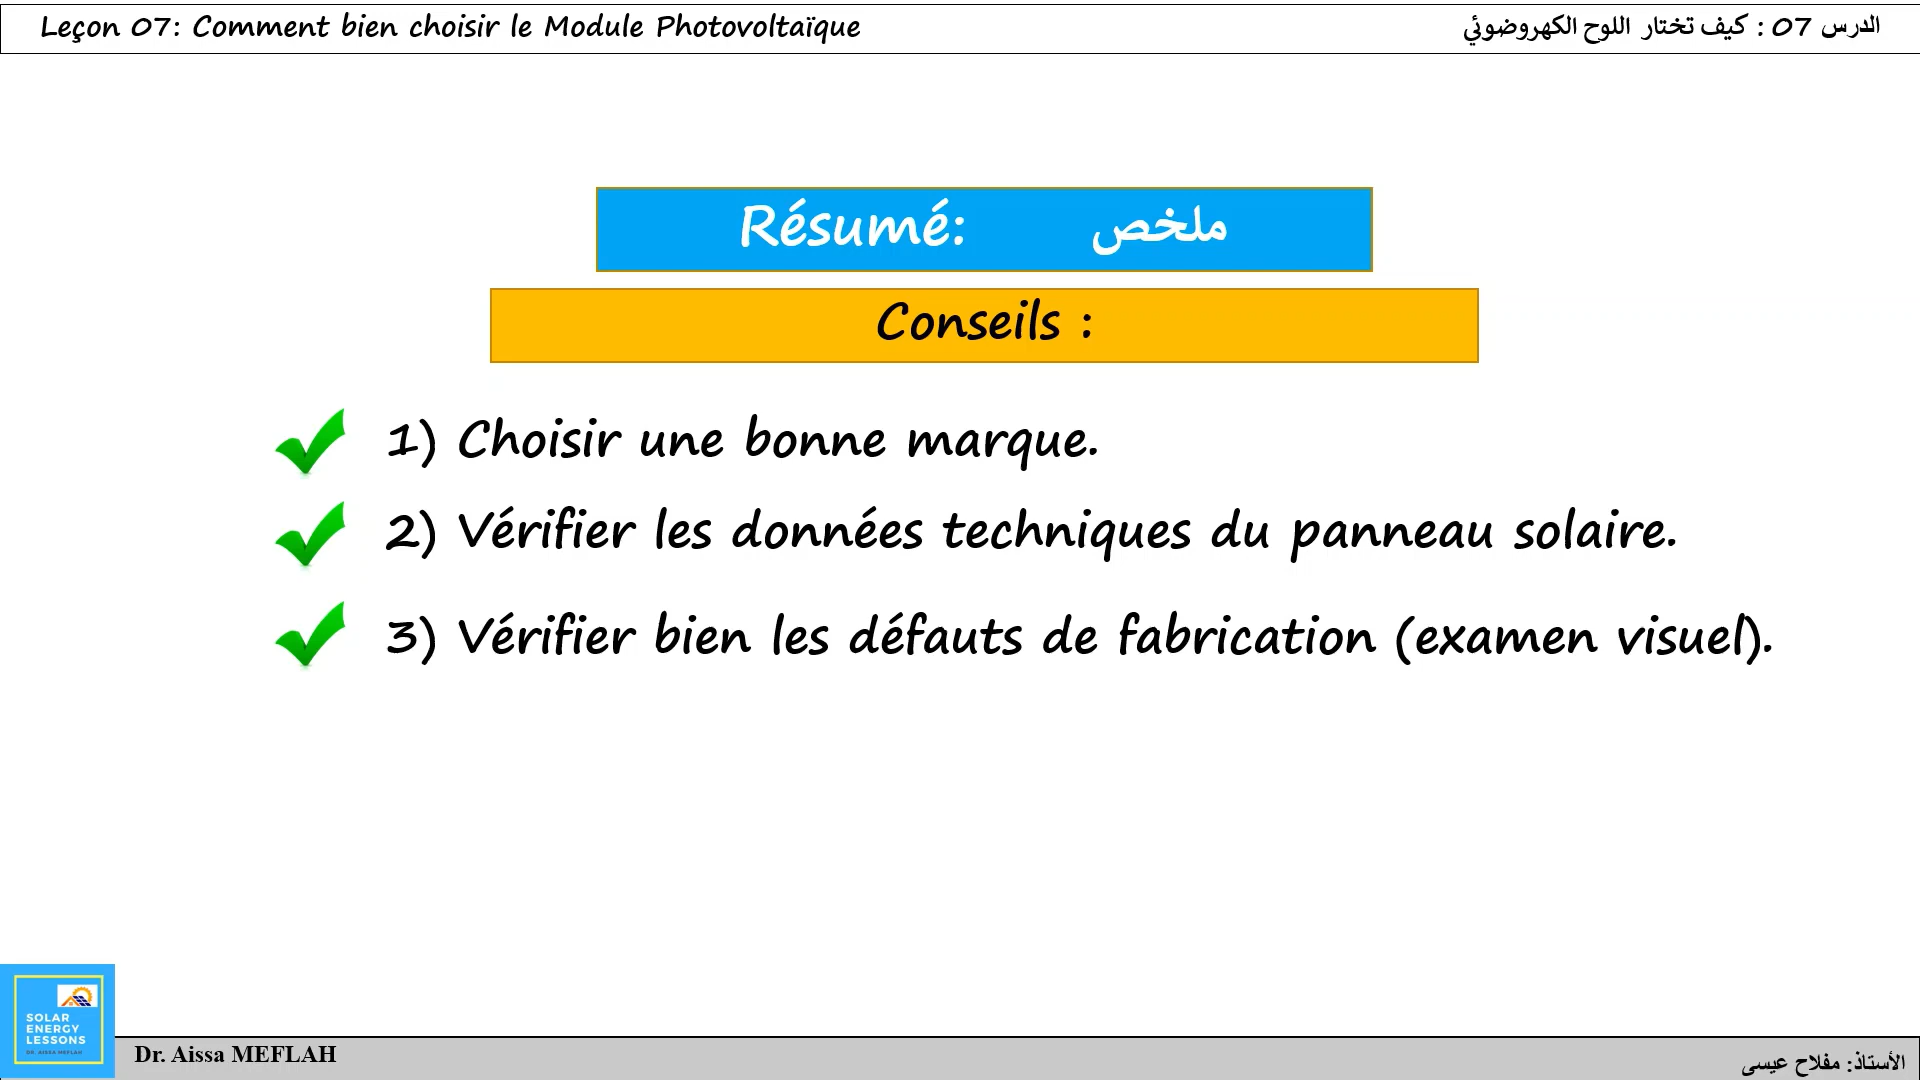 Leçon 07: Comment bien choisir le Module Photovoltaïque
الدرس 07 : كيف تختار اللوح الكهروضوئي
Résumé: ملخص
Conseils :
1) Choisir une bonne marque.
2) Vérifier les données techniques du panneau solaire.
3) Vérifier bien les défauts de fabrication (examen visuel).
SOLAR
ENERGY
LESSONS
DR. AISSA MEFLAH
Dr. Aissa MEFLAH
الأستاذ: مفلاح عيسى